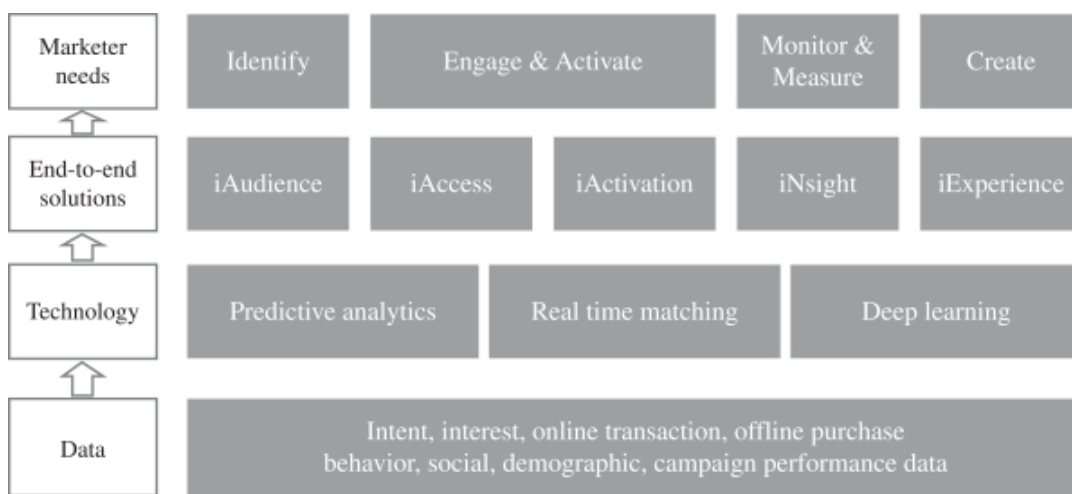 Marketer
needs
Identify
Engage & Activate
Monitor &
Measure
Create
End-to-end
solutions
iAudience
iAccess
iActivation
iNsight
iExperience
Technology
Predictive analytics
Real time matching
Deep learning
Data
Intent, interest, online transaction, offline purchase
behavior, social, demographic, campaign performance data